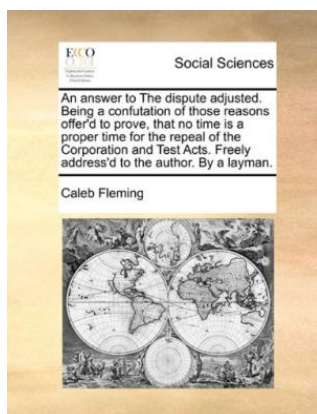 ECCO
Social Sciences
An answer to The dispute adjusted.
Being a confutation of those reasons
offer'd to prove, that no time is a
proper time for the repeal of the
Corporation and Test Acts. Freely
address'd to the author. By a layman.
Caleb Fleming